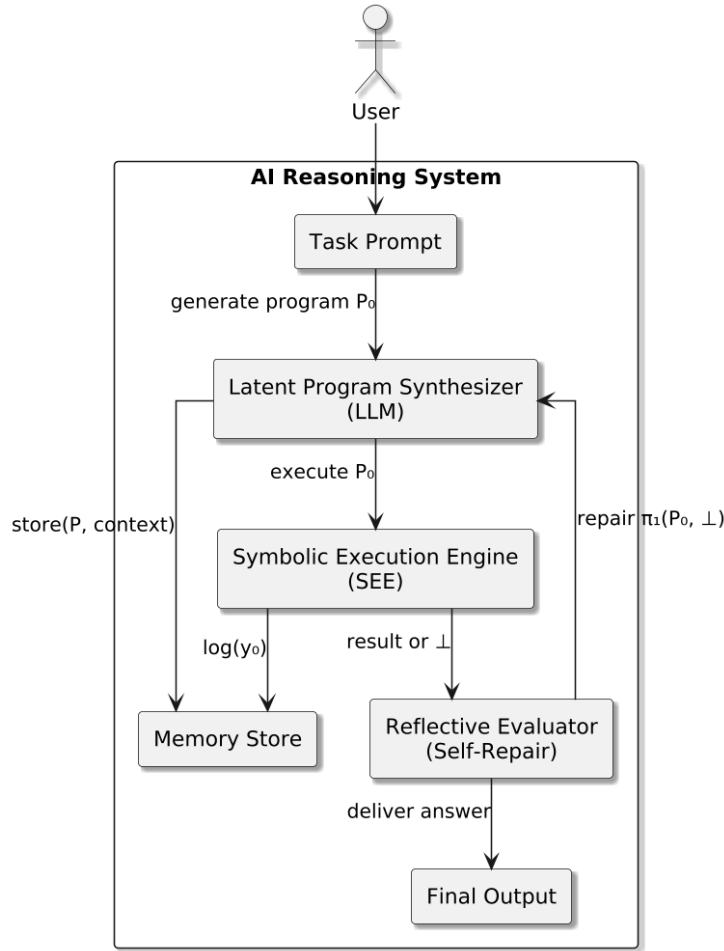 User
AI Reasoning System
Task Prompt
generate program P₀
Latent Program Synthesizer
(LLM)
execute P₀
store(P, context)
repair π₁(P₀, ⊥)
Symbolic Execution Engine
(SEE)
log(y₀)
result or ⊥
Memory Store
Reflective Evaluator
(Self-Repair)
deliver answer
Final Output